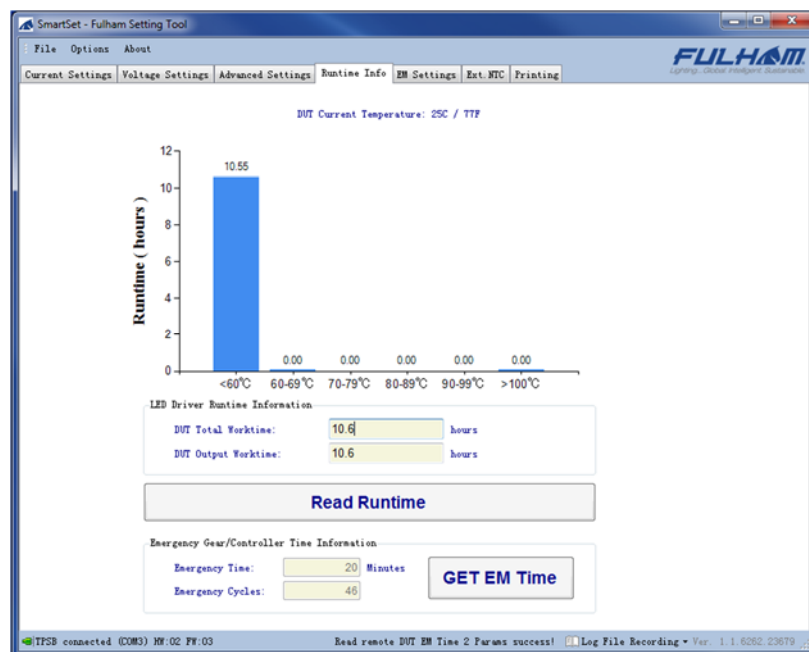 SmartSet - Fulham Setting Tool
File Options About
FULHAM
Lighting...Global Intelligent Sustainable
Current Settings Voltage Settings Advanced Settings Runtime Info EM Settings Ext.NTC Printing
DUT Current Temperature: 25C / 77F
Runtime ( hours )
12
10
8
6
4
2
0
10.55 0.00 0.00 0.00 0.00 0.00
<60℃ 60-69℃ 70-79℃ 80-89℃ 90-99℃ >100℃
LED Driver Runtime Information
DUT Total Worktime: 10.6 hours
DUT Output Worktime: 10.6 hours
Read Runtime
Emergency Gear/Controller Time Information
Emergency Time: 20 Minutes
Emergency Cycles: 46
GET EM Time
TPSB connected (COM3) HW:02 FW:03 Read remote DUT EM Time 2 Params success! Log File Recording Ver. 1.1.6262.23679